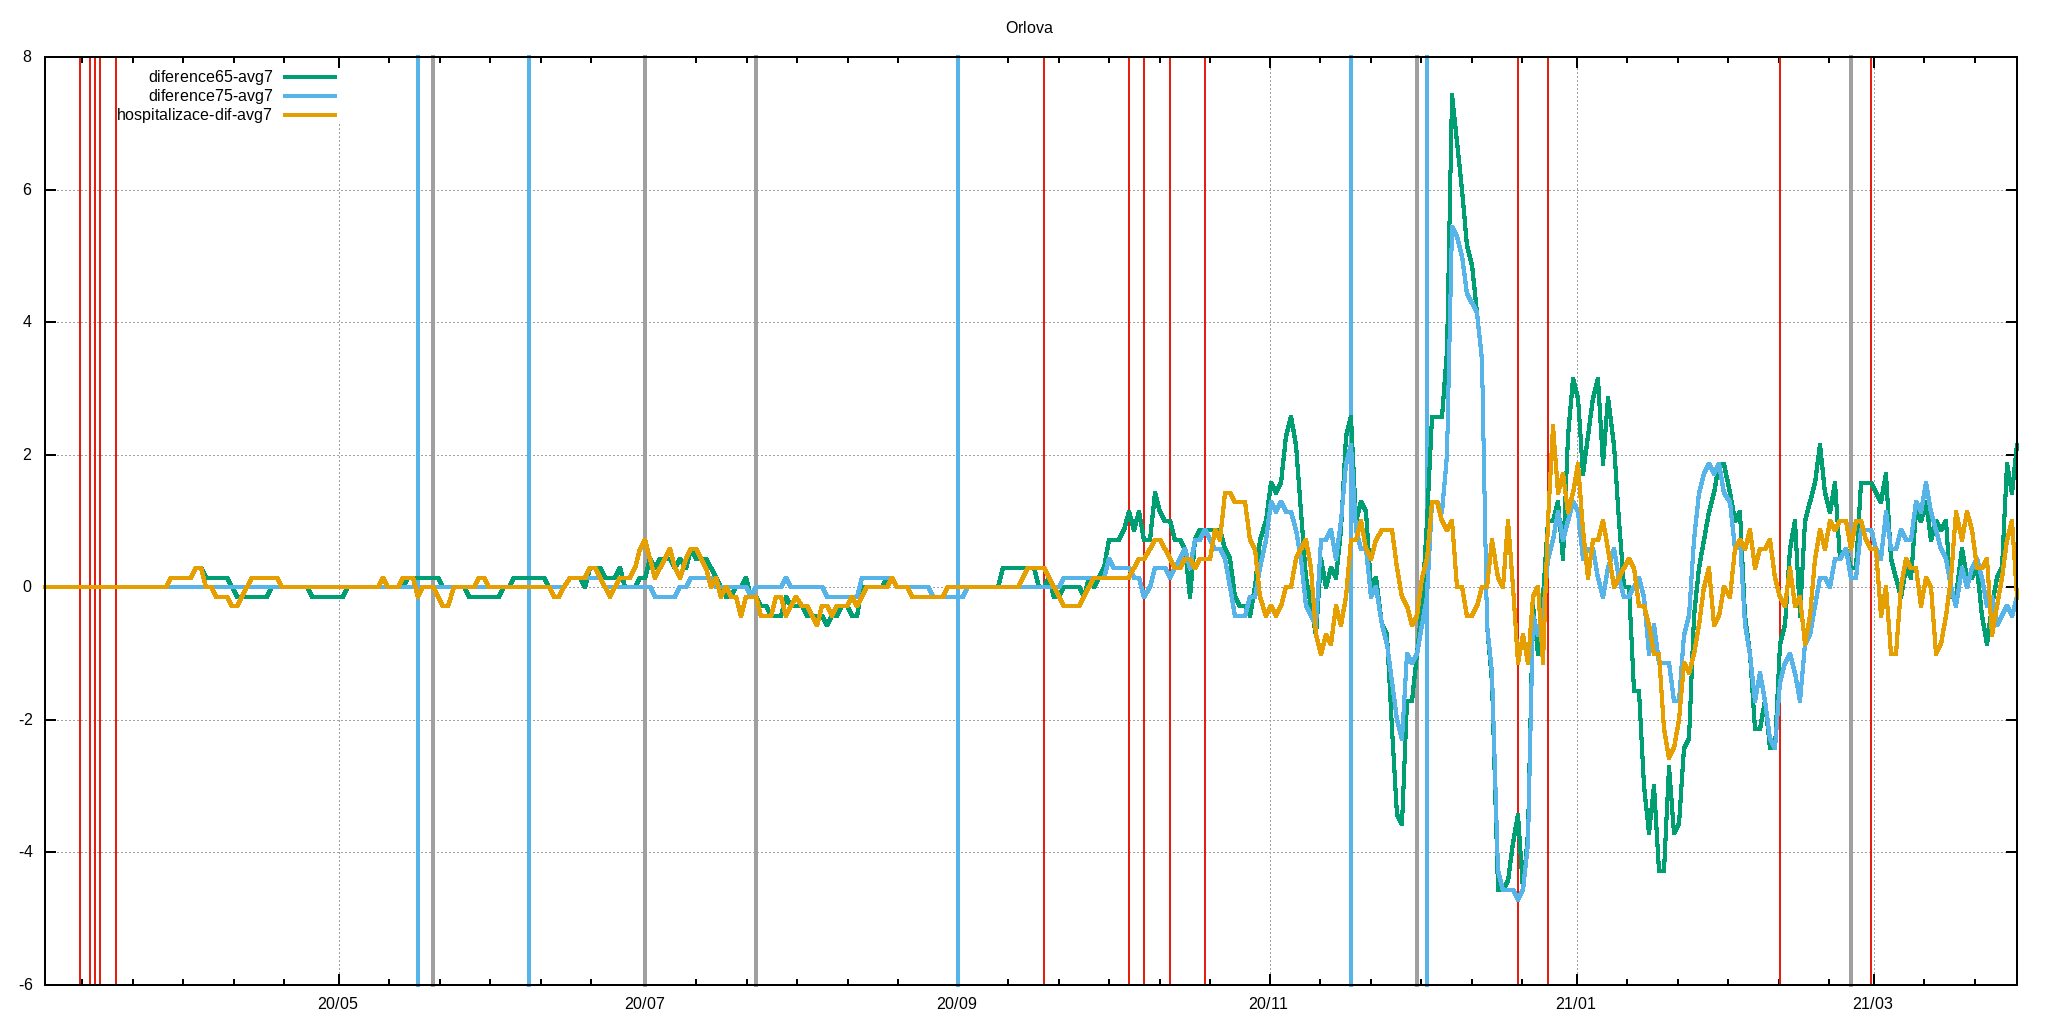 Orlova
diference65-avg7
diference75-avg7
hospitalizace-dif-avg7
8
6
4
2
0
-2
-4
-6
20/05 20/07 20/09 20/11 21/01 21/03